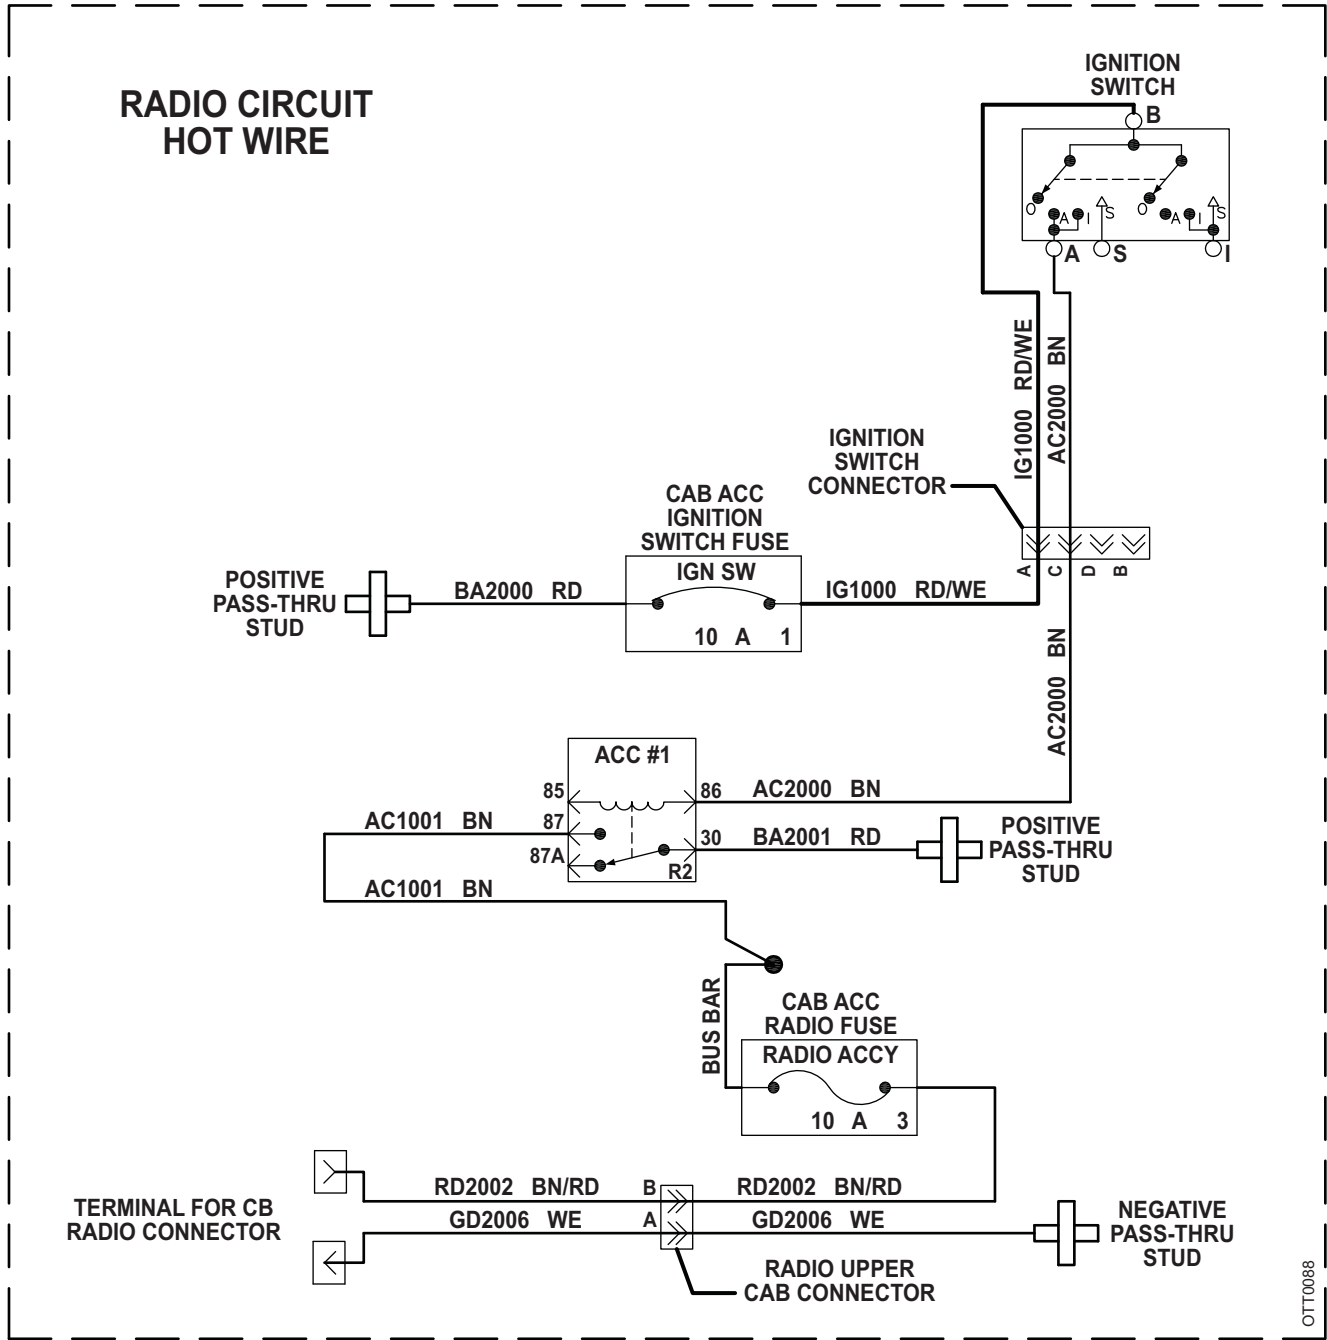 RADIO CIRCUIT
HOT WIRE
IGNITION
SWITCH
B
O
A
I
S
O
A
I
S
A
S
I
IG1000 RD/WE
AC2000 BN
IGNITION
SWITCH
CONNECTOR
A
C
D
B
CAB ACC
IGNITION
SWITCH FUSE
IGN SW
10 A 1
POSITIVE
PASS-THRU
STUD
BA2000 RD
IG1000 RD/WE
AC2000 BN
ACC #1
85
86
AC2000 BN
AC1001 BN
87
30
BA2001 RD
87A
R2
POSITIVE
PASS-THRU
STUD
AC1001 BN
BUS BAR
CAB ACC
RADIO FUSE
RADIO ACCY
10 A 3
TERMINAL FOR CB
RADIO CONNECTOR
RD2002 BN/RD
B
RD2002 BN/RD
GD2006 WE
A
GD2006 WE
NEGATIVE
PASS-THRU
STUD
RADIO UPPER
CAB CONNECTOR
OTT0088